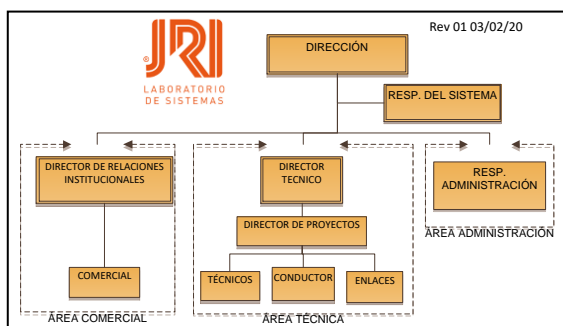 Rev 01 03/02/20
JRI
®
LABORATORIO
DE SISTEMAS
DIRECCIÓN
RESP. DEL SISTEMA
DIRECTOR DE RELACIONES
INSTITUCIONALES
DIRECTOR
TECNICO
RESP.
ADMINISTRACIÓN
DIRECTOR DE PROYECTOS
COMERCIAL
TÉCNICOS
CONDUCTOR
ENLACES
ÁREA COMERCIAL
ÁREA TÉCNICA
ÁREA ADMINISTRACIÓN